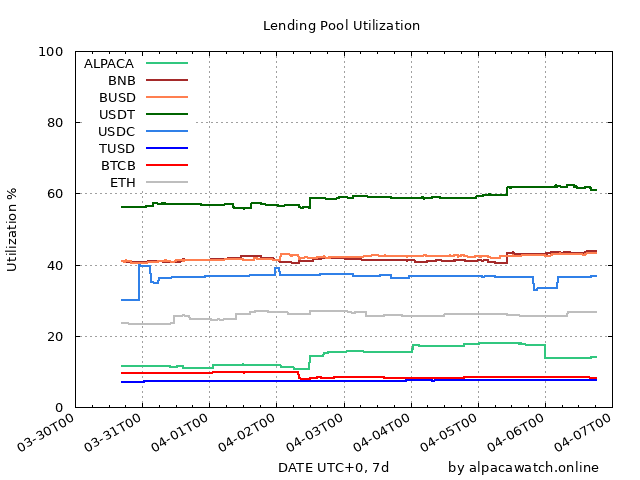 Lending Pool Utilization
Utilization %
100
80
60
40
20
0
ALPACA
BNB
BUSD
USDT
USDC
TUSD
BTCB
ETH
03-30T00
03-31T00
04-01T00
04-02T00
04-03T00
04-04T00
04-05T00
04-06T00
04-07T00
DATE UTC+0, 7d
by alpacawatch.online